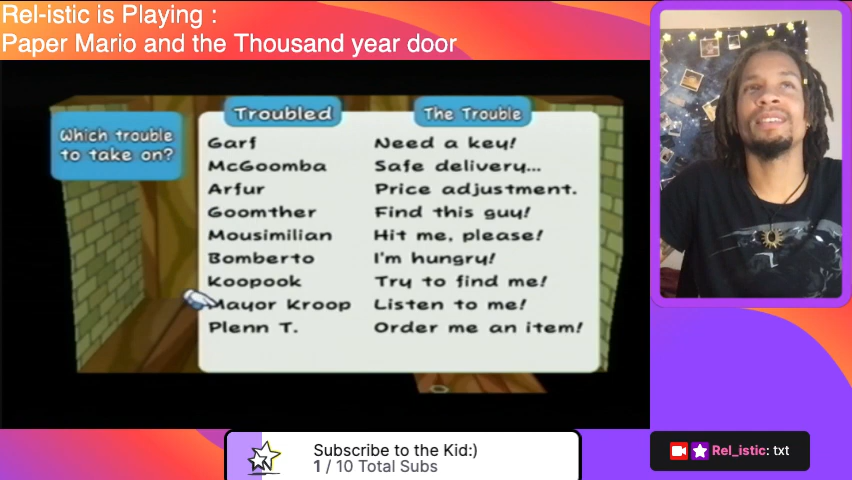 Rel-istic is Playing :
Paper Mario and the Thousand year door
Which trouble
to take on?
Troubled The Trouble
Garf Need a key!
McGoomba Safe delivery...
Arfur Price adjustment.
Goomther Find this guy!
Mousimilian Hit me, please!
Bomberto I'm hungry!
Koopook Try to find me!
Mayor Kroop Listen to me!
Plenn T. Order me an item!
Subscribe to the Kid:)
1 / 10 Total Subs
Rel_istic: txt